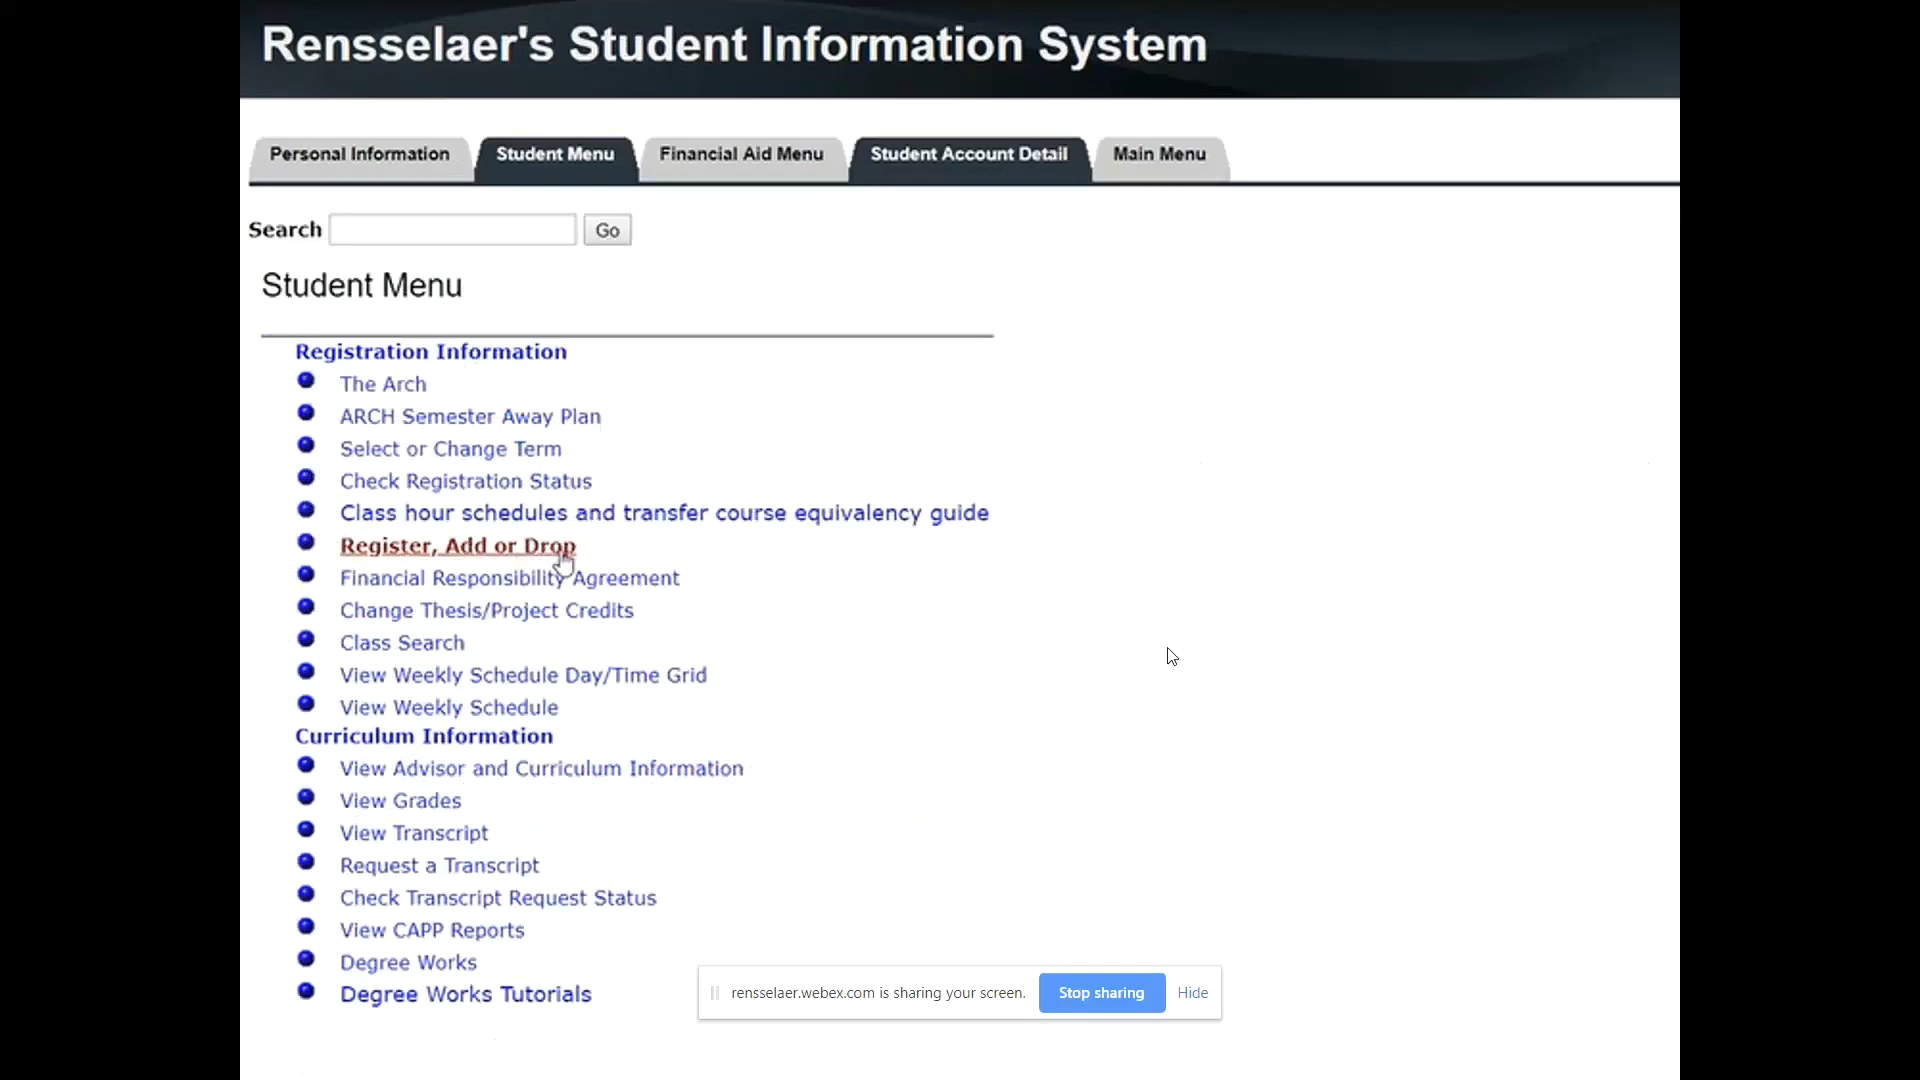 Rensselaer's Student Information System
Personal Information
Student Menu
Financial Aid Menu
Student Account Detail
Main Menu
Search
Go
Student Menu
Registration Information
The Arch
ARCH Semester Away Plan
Select or Change Term
Check Registration Status
Class hour schedules and transfer course equivalency guide
Register, Add or Drop
Financial Responsibility Agreement
Change Thesis/Project Credits
Class Search
View Weekly Schedule Day/Time Grid
View Weekly Schedule
Curriculum Information
View Advisor and Curriculum Information
View Grades
View Transcript
Request a Transcript
Check Transcript Request Status
View CAPP Reports
Degree Works
Degree Works Tutorials
rensselaer.webex.com is sharing your screen.
Stop sharing
Hide